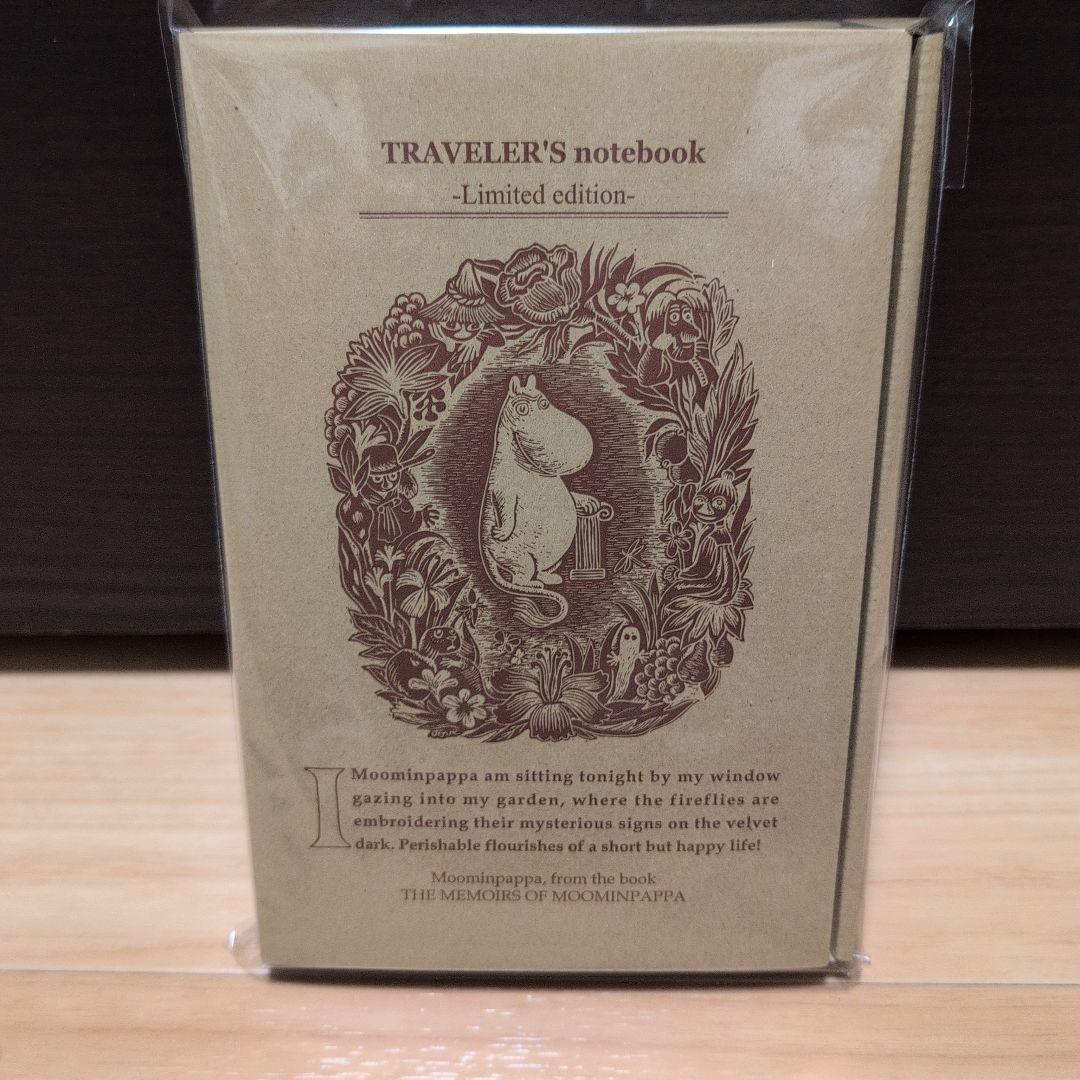 TRAVELER'S notebook
-Limited edition-
I Moominpappa am sitting tonight by my window
gazing into my garden, where the fireflies are
embroidering their mysterious signs on the velvet
dark. Perishable flourishes of a short but happy life!
Moominpappa, from the book
THE MEMOIRS OF MOOMINPAPPA